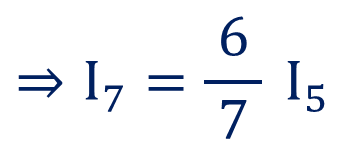 ⇒ I₇ = 6/7 I₅